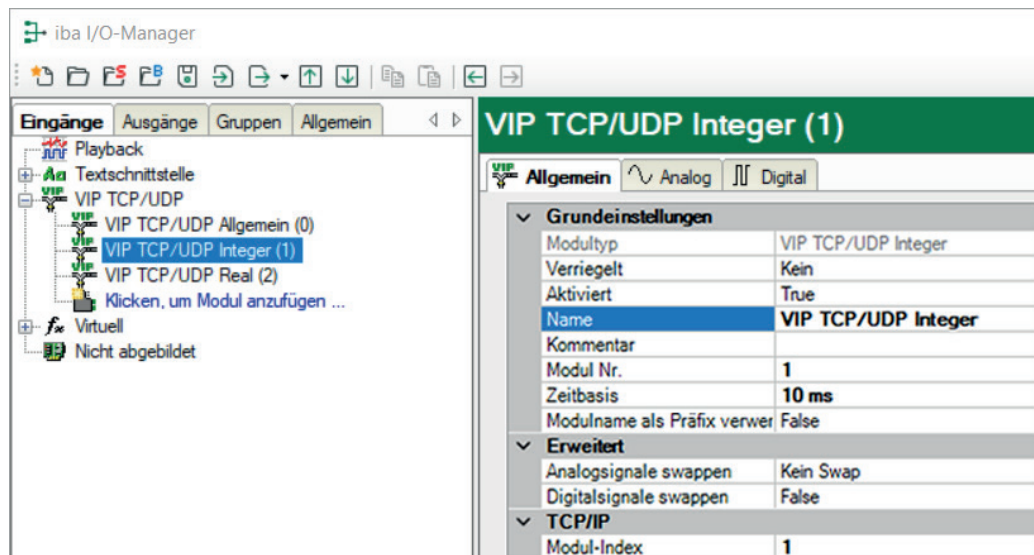 iba I/O-Manager
Eingänge Ausgänge Gruppen Allgemein
Playback
Textschnittstelle
VIP TCP/UDP
VIP TCP/UDP Allgemein (0)
VIP TCP/UDP Integer (1)
VIP TCP/UDP Real (2)
Klicken, um Modul anzufügen ...
Virtuell
Nicht abgebildet
VIP TCP/UDP Integer (1)
Allgemein Analog Digital
Grundeinstellungen
Modultyp VIP TCP/UDP Integer
Verriegelt Kein
Aktiviert True
Name VIP TCP/UDP Integer
Kommentar
Modul Nr. 1
Zeitbasis 10 ms
Modulname als Präfix verwer False
Erweitert
Analogsignale swappen Kein Swap
Digitalsignale swappen False
TCP/IP
Modul-Index 1